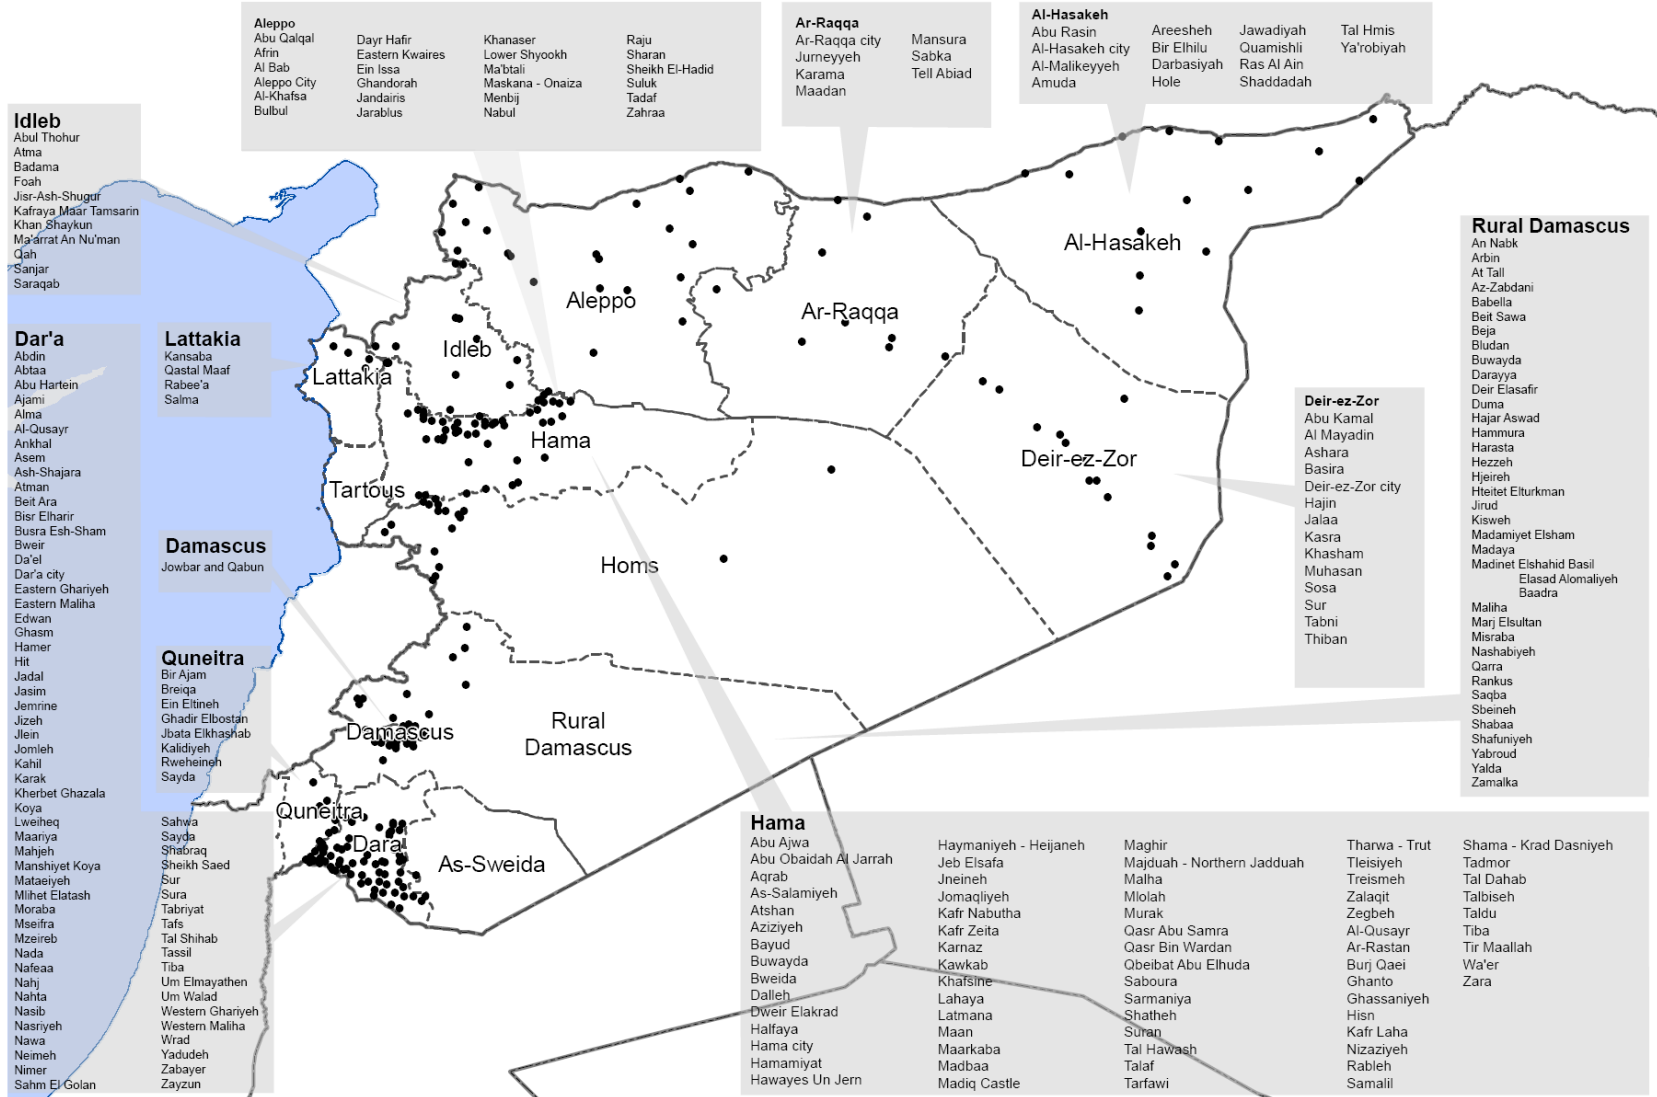 Aleppo
Abu Qalqal
Afrin
Al Bab
Aleppo City
Al-Khafsa
Bulbul
Dayr Hafir
Eastern Kwaires
Ein Issa
Ghandorah
Jandairis
Jarablus
Khanaser
Lower Shyookh
Ma'btali
Maskana - Onaiza
Menbij
Nabul
Raju
Sharan
Sheikh El-Hadid
Suluk
Tadaf
Zahraa
Ar-Raqqa
Ar-Raqqa city
Jurneyyeh
Karama
Maadan
Mansura
Sabka
Tell Abiad
Al-Hasakeh
Abu Rasin
Al-Hasakeh city
Al-Malikeyyeh
Amuda
Areesheh
Bir Elhilu
Darbasiyah
Hole
Jawadiyah
Quamishli
Ras Al Ain
Shaddadah
Tal Hmis
Ya'robiyah
Idleb
Abul Thohur
Atma
Badama
Foah
Jisr-Ash-Shugur
Kafraya Maar Tamsarin
Khan Shaykun
Ma'arrat An Nu'man
Qah
Sanjar
Saraqab
Dar'a
Abdin
Abtaa
Abu Hartein
Ajami
Alma
Al-Qusayr
Ankhal
Asem
Ash-Shajara
Atman
Beit Ara
Bisr Elharir
Busra Esh-Sham
Bweir
Da'el
Dar'a city
Eastern Ghariyeh
Eastern Maliha
Edwan
Ghasm
Hamer
Hit
Jadal
Jasim
Jemrine
Jizeh
Jlein
Jomleh
Kahil
Karak
Kherbet Ghazala
Koya
Lweiheq
Maariya
Mahjeh
Manshiyet Koya
Mataeiyeh
Mlihet Elatash
Moraba
Mseifra
Mzeireb
Nada
Nafeaa
Nahj
Nahta
Nasib
Nasriyeh
Nawa
Neimeh
Nimer
Sahm El Golan
Sahwa
Sayda
Shabraq
Sheikh Saed
Sur
Sura
Tabriyat
Tafs
Tal Shihab
Tassil
Tiba
Um Elmayathen
Um Walad
Western Ghariyeh
Western Maliha
Wrad
Yadudeh
Zabayer
Zayzun
Lattakia
Kansaba
Qastal Maaf
Rabee'a
Salma
Damascus
Jowbar and Qabun
Quneitra
Bir Ajam
Breiqa
Ein Eltineh
Ghadir Elbostan
Jbata Elkhashab
Kalidiyeh
Rweheineh
Sayda
Aleppo
Ar-Raqqa
Al-Hasakeh
Idleb
Lattakia
Hama
Tartous
Deir-ez-Zor
Homs
Damascus
Rural
Damascus
Quneitra
Dara
As-Sweida
Rural Damascus
An Nabk
Arbin
At Tall
Az-Zabdani
Babella
Beit Sawa
Beja
Bludan
Buwayda
Darayya
Deir Elasafir
Duma
Hajar Aswad
Hammura
Harasta
Hezzeh
Hjeireh
Hteitet Elturkman
Jirud
Kisweh
Madamiyet Elsham
Madaya
Madinet Elshahid Basil
Elasad Alomaliyeh
Baadra
Maliha
Marj Elsultan
Misraba
Nashabiyeh
Qarra
Rankus
Saqba
Sbeineh
Shabaa
Shafuniyeh
Yabroud
Yalda
Zamalka
Deir-ez-Zor
Abu Kamal
Al Mayadin
Ashara
Basira
Deir-ez-Zor city
Hajin
Jalaa
Kasra
Khasham
Muhasan
Sosa
Sur
Tabni
Thiban
Hama
Abu Ajwa
Abu Obaidah Al Jarrah
Aqrab
As-Salamiyeh
Atshan
Aziziyeh
Bayud
Buwayda
Bweida
Dalleh
Dweir Elakrad
Halfaya
Hama city
Hamamiyat
Hawayes Un Jern
Haymaniyeh - Heijaneh
Jeb Elsafa
Jneineh
Jomaqliyeh
Kafr Nabutha
Kafr Zeita
Karnaz
Kawkab
Khafsine
Lahaya
Latmana
Maan
Maarkaba
Madbaa
Madiq Castle
Maghir
Majduah - Northern Jadduah
Malha
Mlolah
Murak
Qasr Abu Samra
Qasr Bin Wardan
Qbeibat Abu Elhuda
Saboura
Sarmaniya
Shatheh
Suran
Tal Hawash
Talaf
Tarfawi
Tharwa - Trut
Tleisiyeh
Treismeh
Zalaqit
Zegbeh
Al-Qusayr
Ar-Rastan
Burj Qaei
Ghanto
Ghassaniyeh
Hisn
Kafr Laha
Nizaziyeh
Rableh
Samalil
Shama - Krad Dasniyeh
Tadmor
Tal Dahab
Talbiseh
Taldu
Tiba
Tir Maallah
Wa'er
Zara